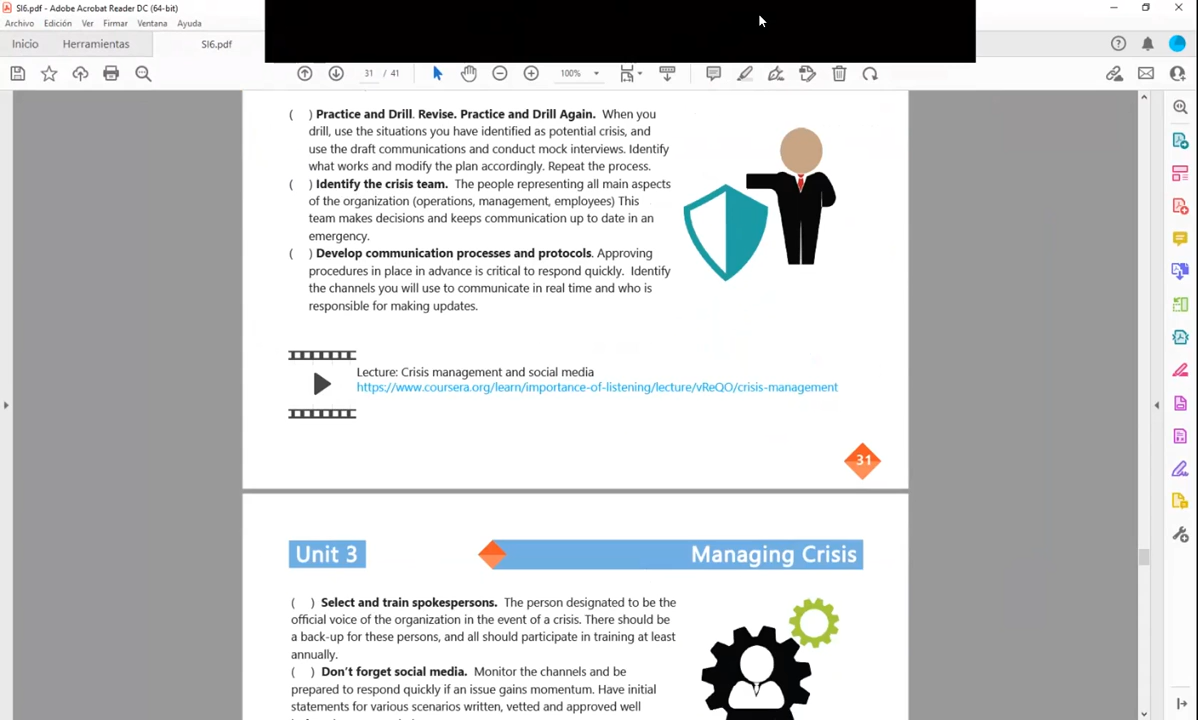 SI6.pdf - Adobe Acrobat Reader DC (64-bit)
Archivo Edición Ver Firmar Ventana Ayuda
Inicio Herramientas SI6.pdf
31 / 41 100%
( ) Practice and Drill. Revise. Practice and Drill Again. When you
drill, use the situations you have identified as potential crisis, and
use the draft communications and conduct mock interviews. Identify
what works and modify the plan accordingly. Repeat the process.
( ) Identify the crisis team. The people representing all main aspects
of the organization (operations, management, employees) This
team makes decisions and keeps communication up to date in an
emergency.
( ) Develop communication processes and protocols. Approving
procedures in place in advance is critical to respond quickly. Identify
the channels you will use to communicate in real time and who is
responsible for making updates.
Lecture: Crisis management and social media
https://www.coursera.org/learn/importance-of-listening/lecture/vReQO/crisis-management
31
Unit 3 Managing Crisis
( ) Select and train spokespersons. The person designated to be the
official voice of the organization in the event of a crisis. There should be
a back-up for these persons, and all should participate in training at least
annually.
( ) Don't forget social media. Monitor the channels and be
prepared to respond quickly if an issue gains momentum. Have initial
statements for various scenarios written, vetted and approved well